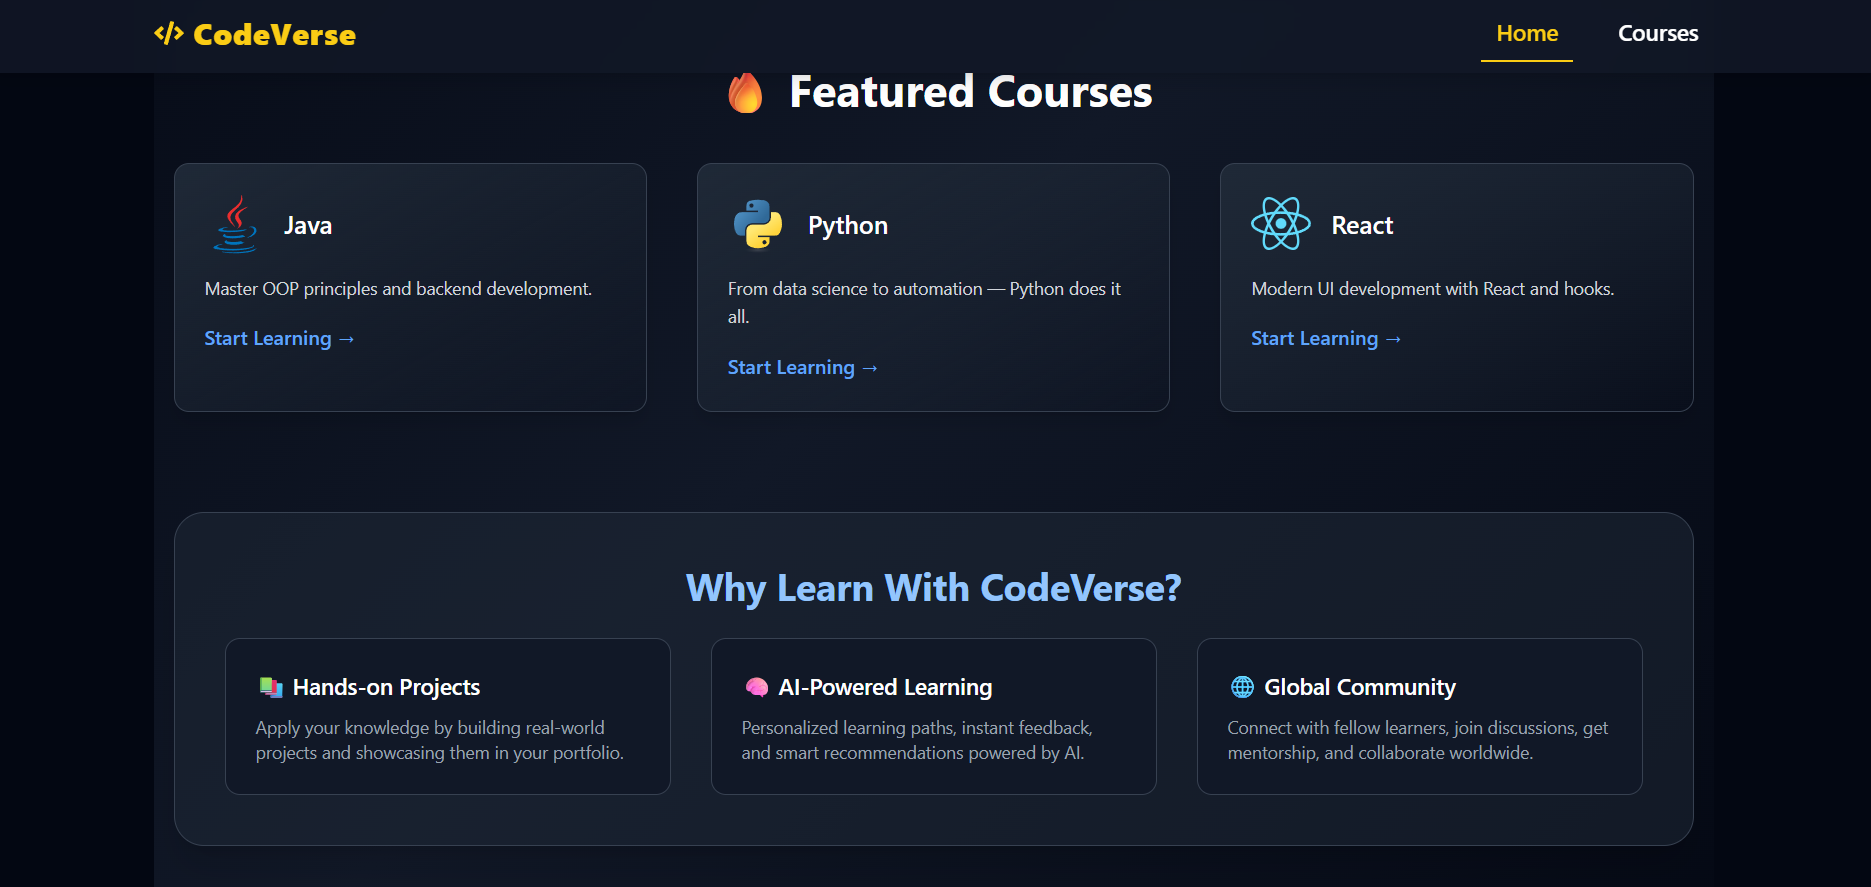 </> CodeVerse
Home
Courses
Featured Courses
Java
Master OOP principles and backend development.
Start Learning →
Python
From data science to automation — Python does it
all.
Start Learning →
React
Modern UI development with React and hooks.
Start Learning →
Why Learn With CodeVerse?
Hands-on Projects
Apply your knowledge by building real-world
projects and showcasing them in your portfolio.
AI-Powered Learning
Personalized learning paths, instant feedback,
and smart recommendations powered by AI.
Global Community
Connect with fellow learners, join discussions, get
mentorship, and collaborate worldwide.